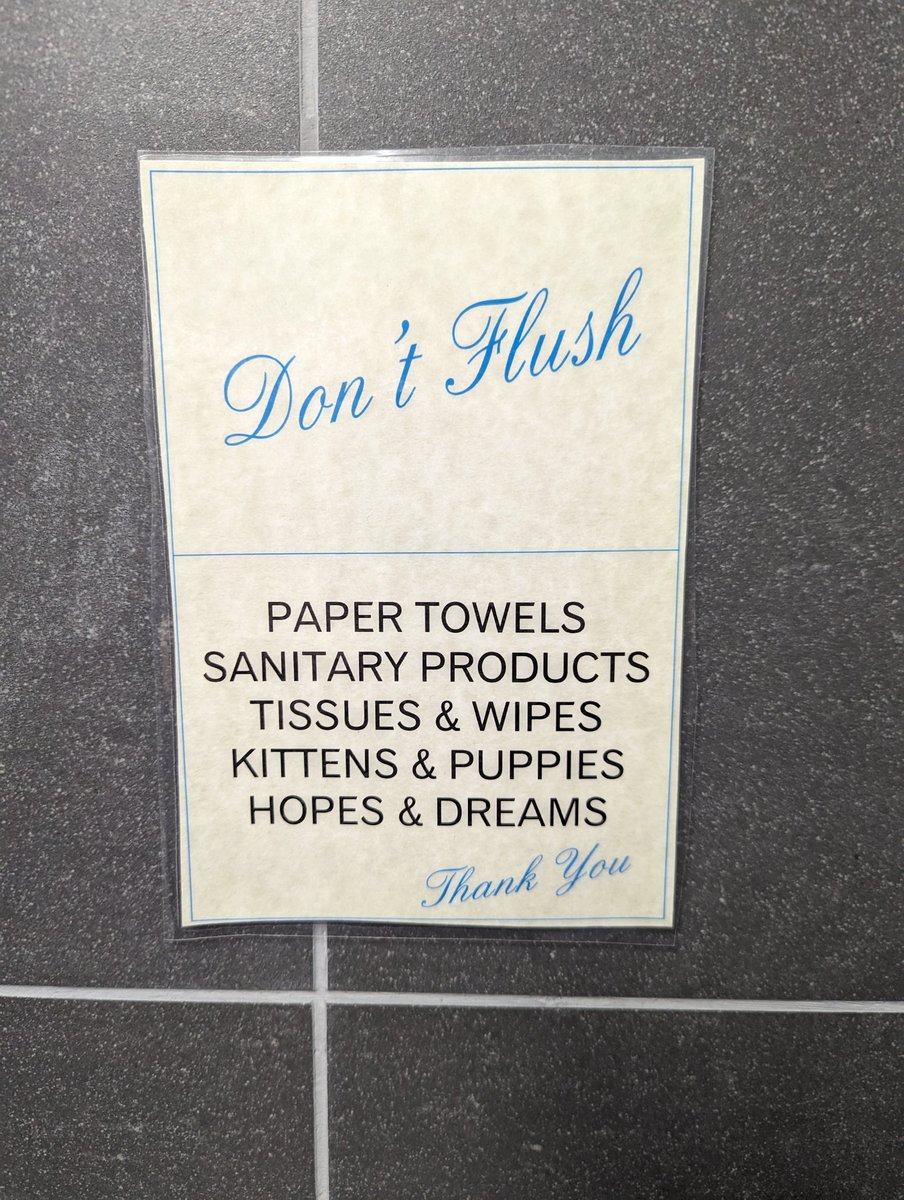 Don't Flush
PAPER TOWELS
SANITARY PRODUCTS
TISSUES & WIPES
KITTENS & PUPPIES
HOPES & DREAMS
Thank You